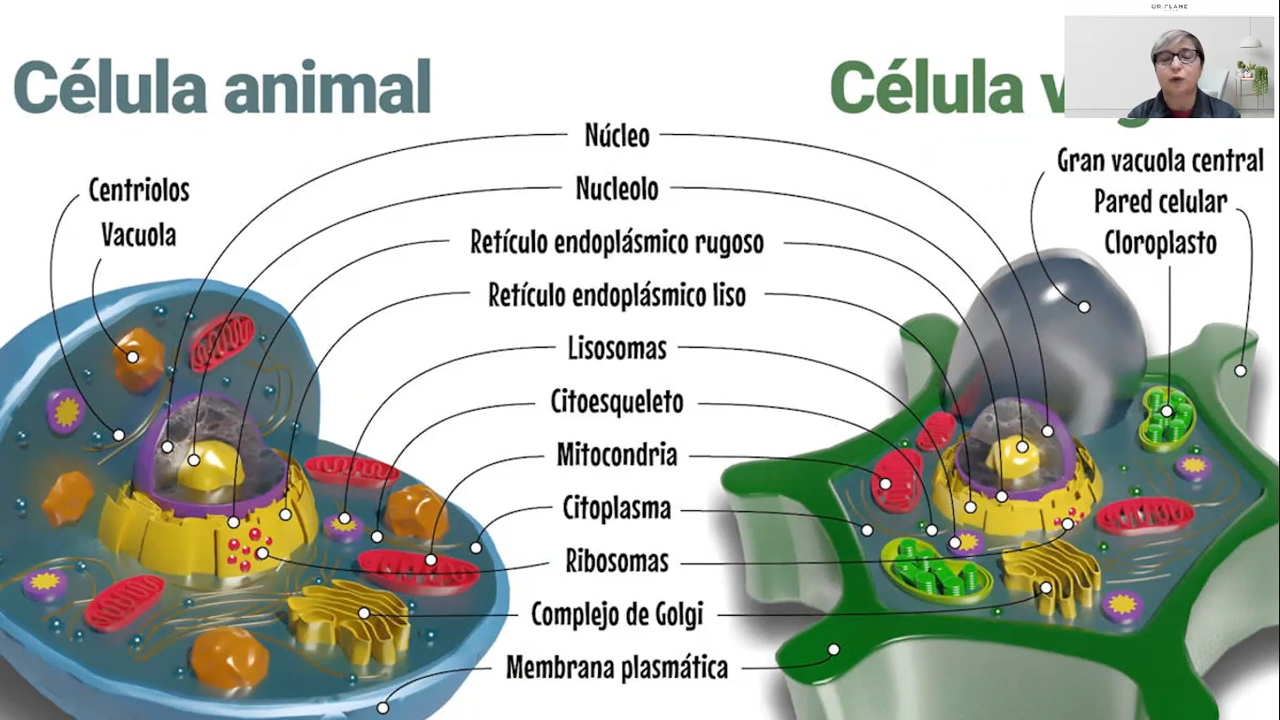 ORIFLAME
Célula animal
Célula
Núcleo
Nucleolo
Retículo endoplásmico rugoso
Retículo endoplásmico liso
Lisosomas
Citoesqueleto
Mitocondria
Citoplasma
Ribosomas
Complejo de Golgi
Membrana plasmática
Centriolos
Vacuola
Gran vacuola central
Pared celular
Cloroplasto